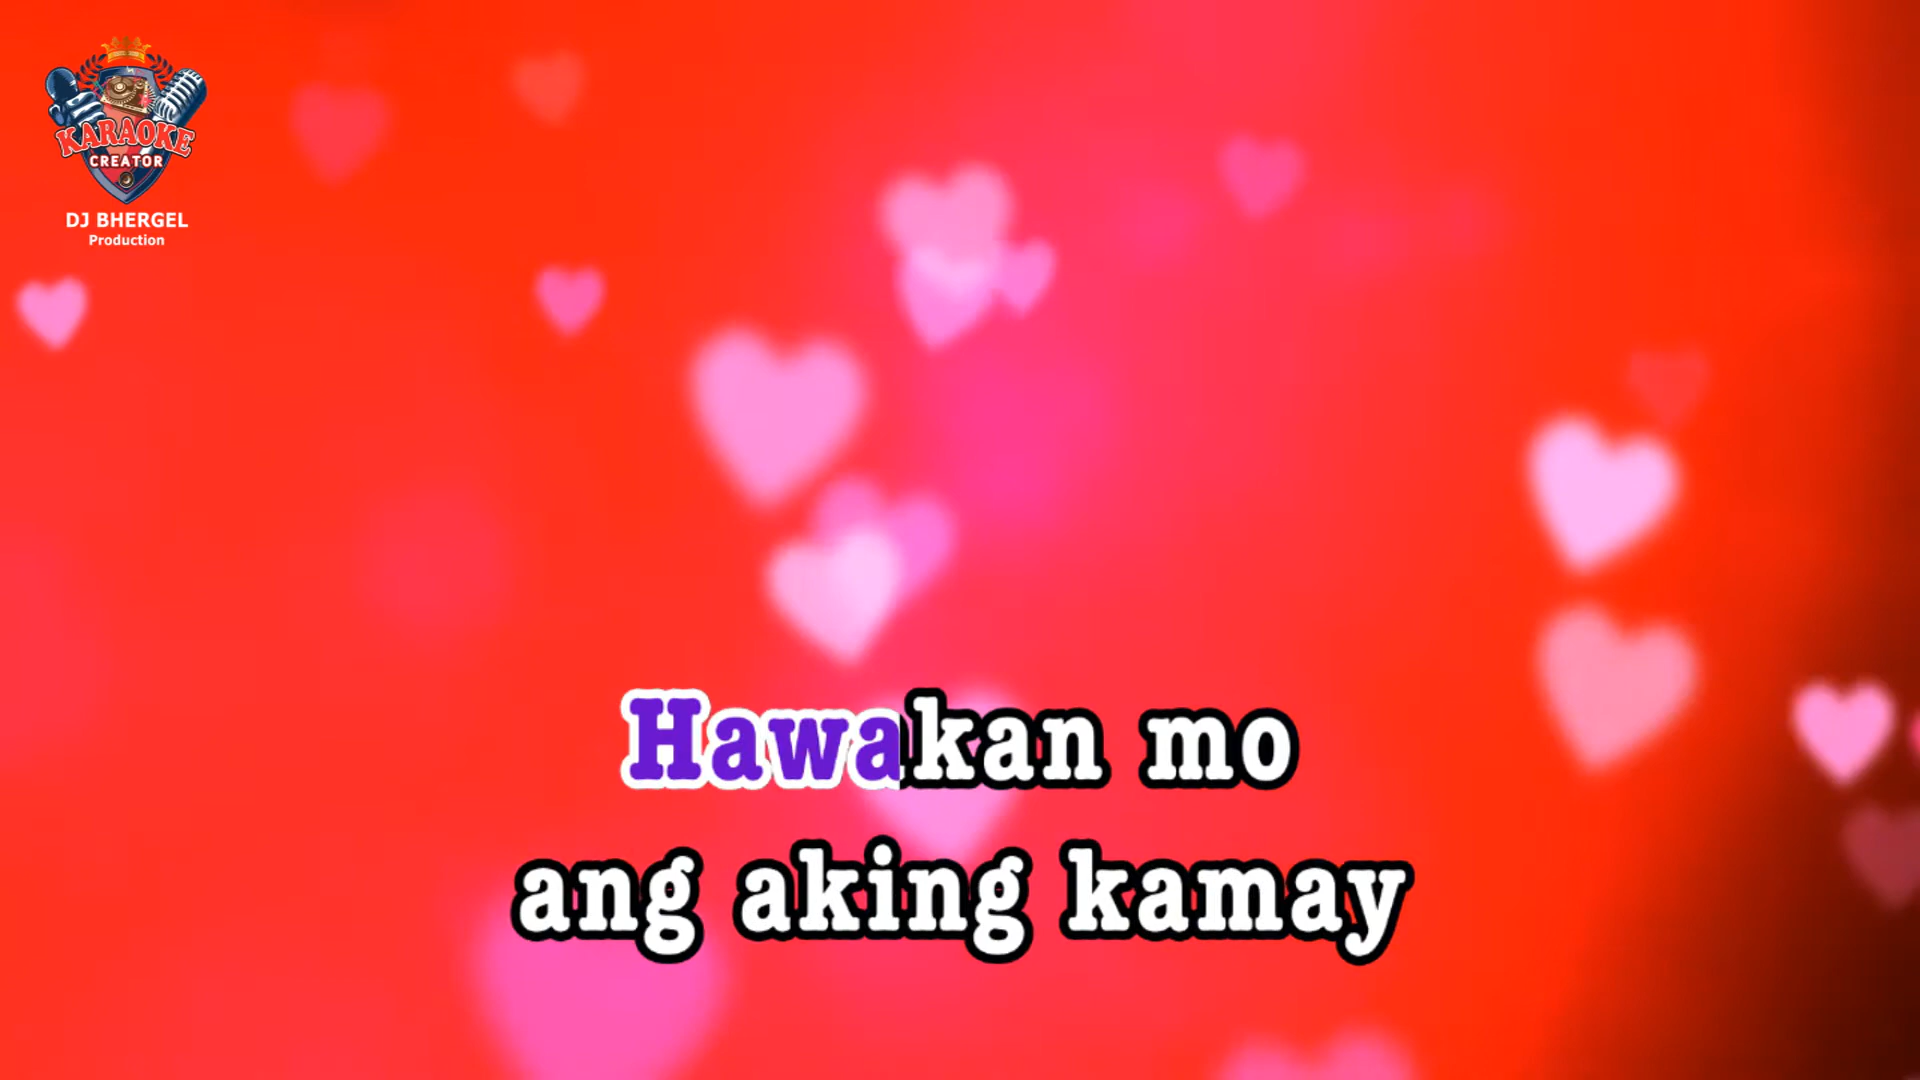 KARAOKE
CREATOR
DJ BHERGEL
Production
Hawakan mo
ang aking kamay